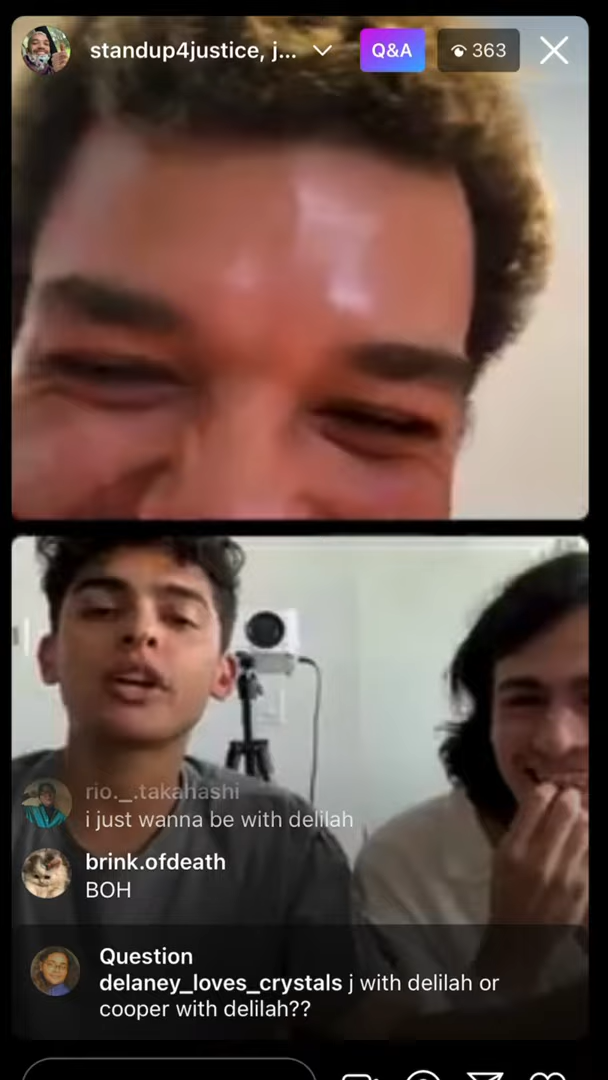 standup4justice, j...
Q&A
363
rio._.takahashi
i just wanna be with delilah
brink.ofdeath
BOH
Question
delaney_loves_crystals j with delilah or
cooper with delilah??